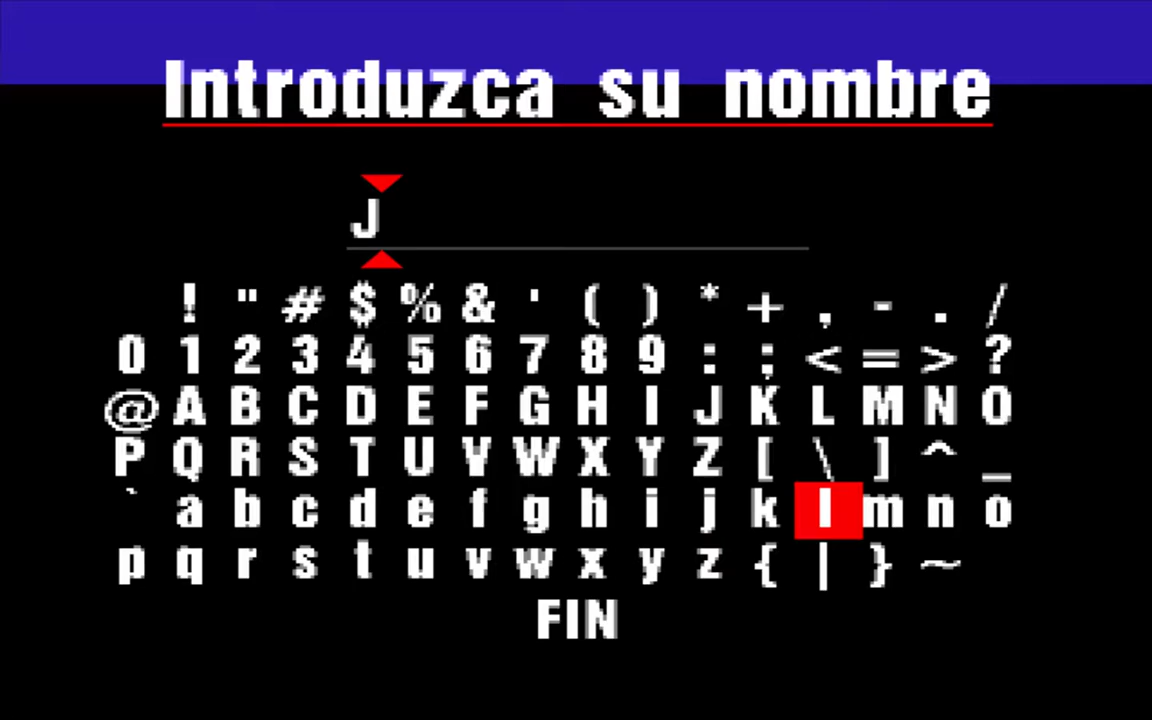 Introduzca su nombre
J
! " # $ % & ' ( ) * + , - . /
0 1 2 3 4 5 6 7 8 9 : ; < = > ?
@ A B C D E F G H I J K L M N O
P Q R S T U V W X Y Z [ \ ] ^ _
` a b c d e f g h i j k l m n o
p q r s t u v w x y z { | } ~
FIN